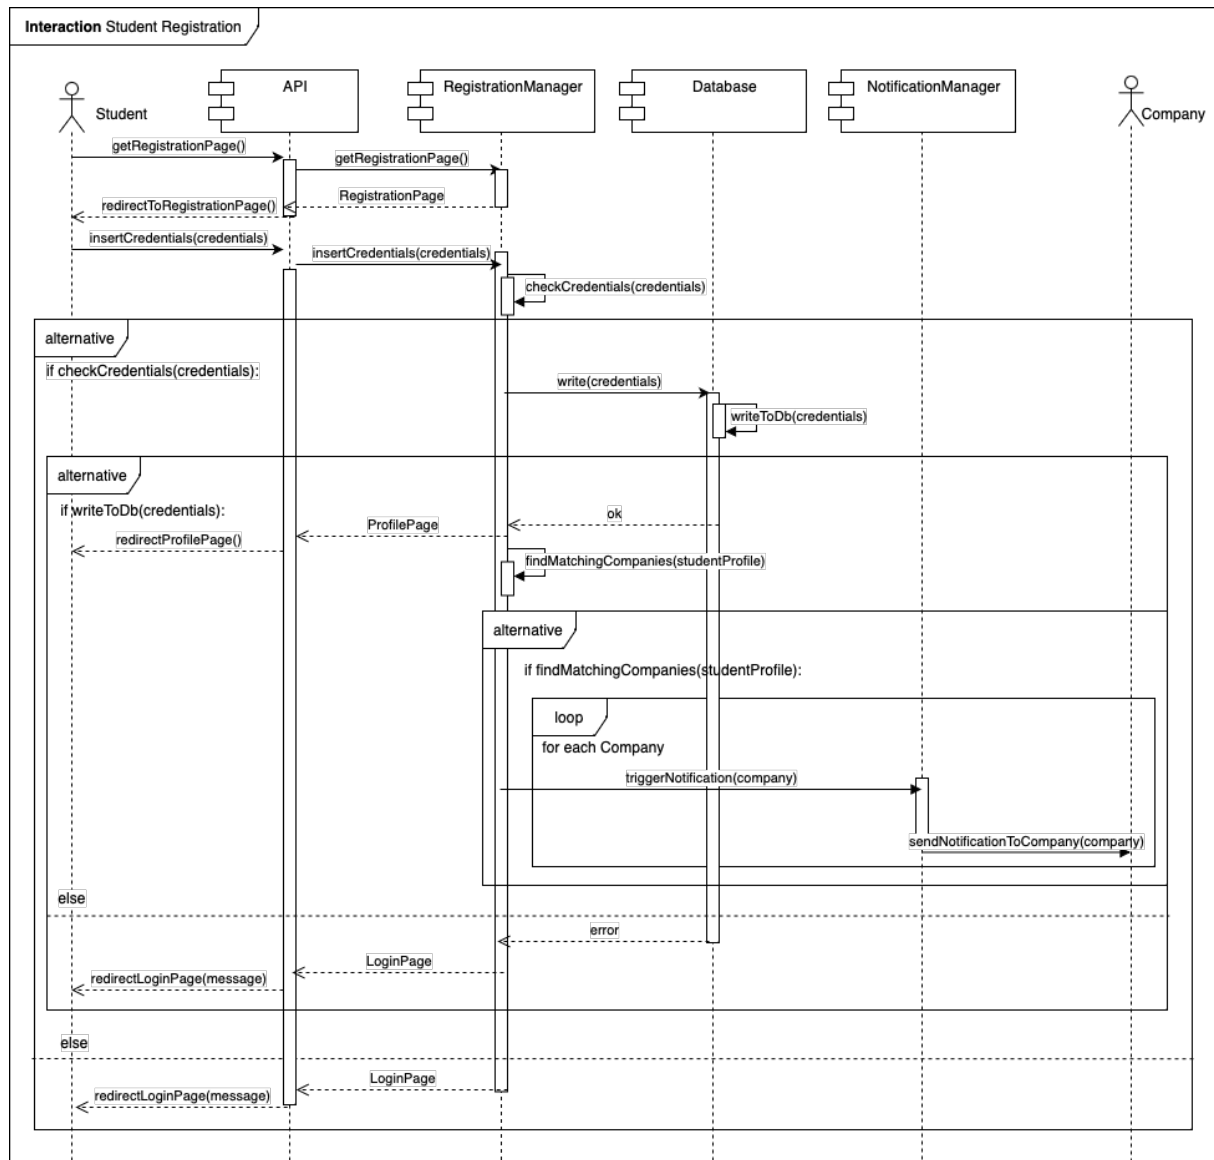 Interaction Student Registration
Student
API
RegistrationManager
Database
NotificationManager
Company
getRegistrationPage()
getRegistrationPage()
RegistrationPage
redirectToRegistrationPage()
insertCredentials(credentials)
insertCredentials(credentials)
checkCredentials(credentials)
alternative
if checkCredentials(credentials):
write(credentials)
writeToDb(credentials)
alternative
if writeToDb(credentials):
ok
ProfilePage
redirectProfilePage()
findMatchingCompanies(studentProfile)
alternative
if findMatchingCompanies(studentProfile):
loop
for each Company
triggerNotification(company)
sendNotificationToCompany(company)
else
error
LoginPage
redirectLoginPage(message)
else
LoginPage
redirectLoginPage(message)